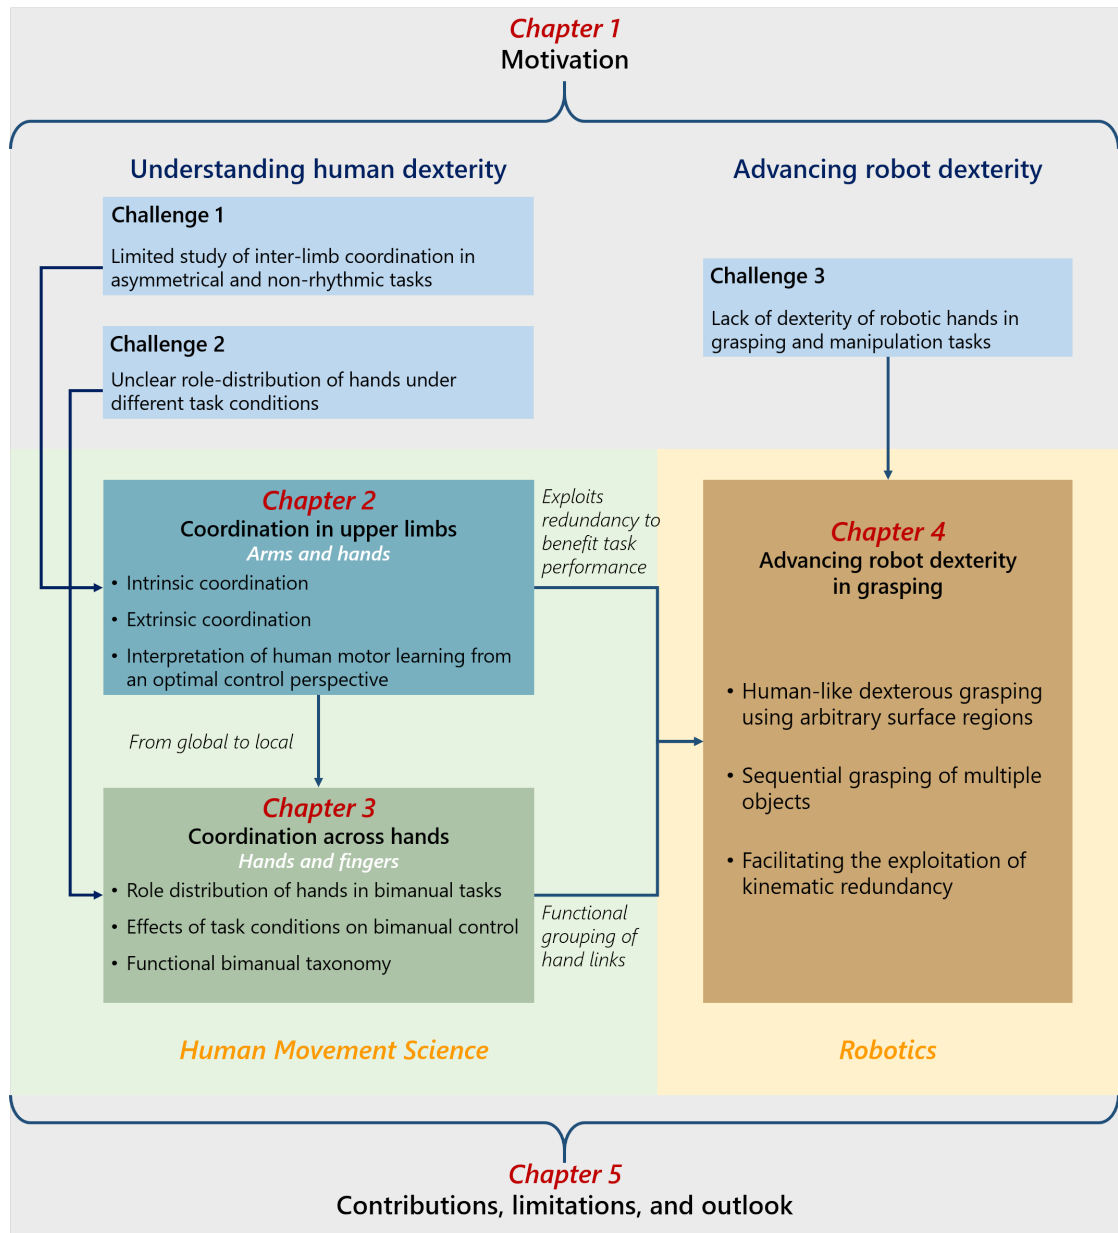 Chapter 1
Motivation
Understanding human dexterity
Advancing robot dexterity
Challenge 1
Limited study of inter-limb coordination in
asymmetrical and non-rhythmic tasks
Challenge 2
Unclear role-distribution of hands under
different task conditions
Challenge 3
Lack of dexterity of robotic hands in
grasping and manipulation tasks
Chapter 2
Coordination in upper limbs
Arms and hands
• Intrinsic coordination
• Extrinsic coordination
• Interpretation of human motor learning from
an optimal control perspective
Exploits
redundancy to
benefit task
performance
From global to local
Chapter 3
Coordination across hands
Hands and fingers
• Role distribution of hands in bimanual tasks
• Effects of task conditions on bimanual control
• Functional bimanual taxonomy
Functional
grouping of
hand links
Human Movement Science
Chapter 4
Advancing robot dexterity
in grasping
• Human-like dexterous grasping
using arbitrary surface regions
• Sequential grasping of multiple
objects
• Facilitating the exploitation of
kinematic redundancy
Robotics
Chapter 5
Contributions, limitations, and outlook